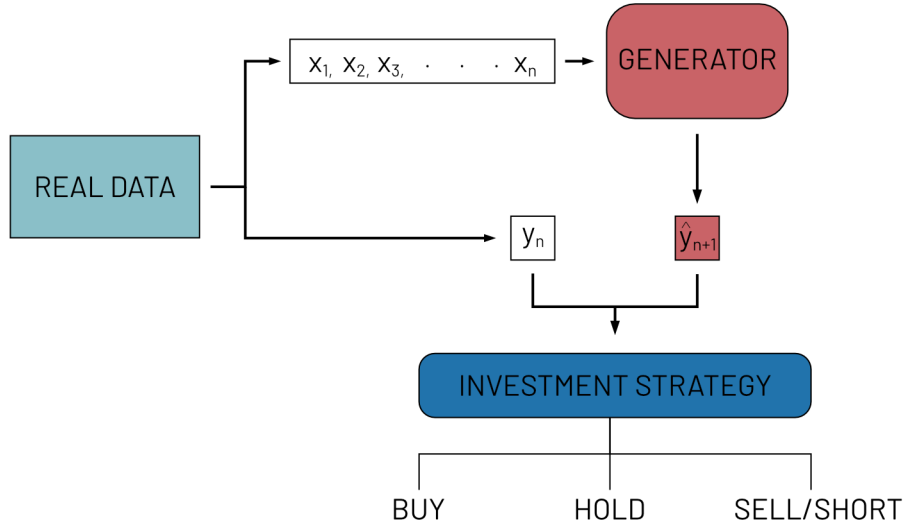 x₁, x₂, x₃, · · · xₙ
GENERATOR
REAL DATA
yₙ
ŷₙ₊₁
INVESTMENT STRATEGY
BUY
HOLD
SELL/SHORT